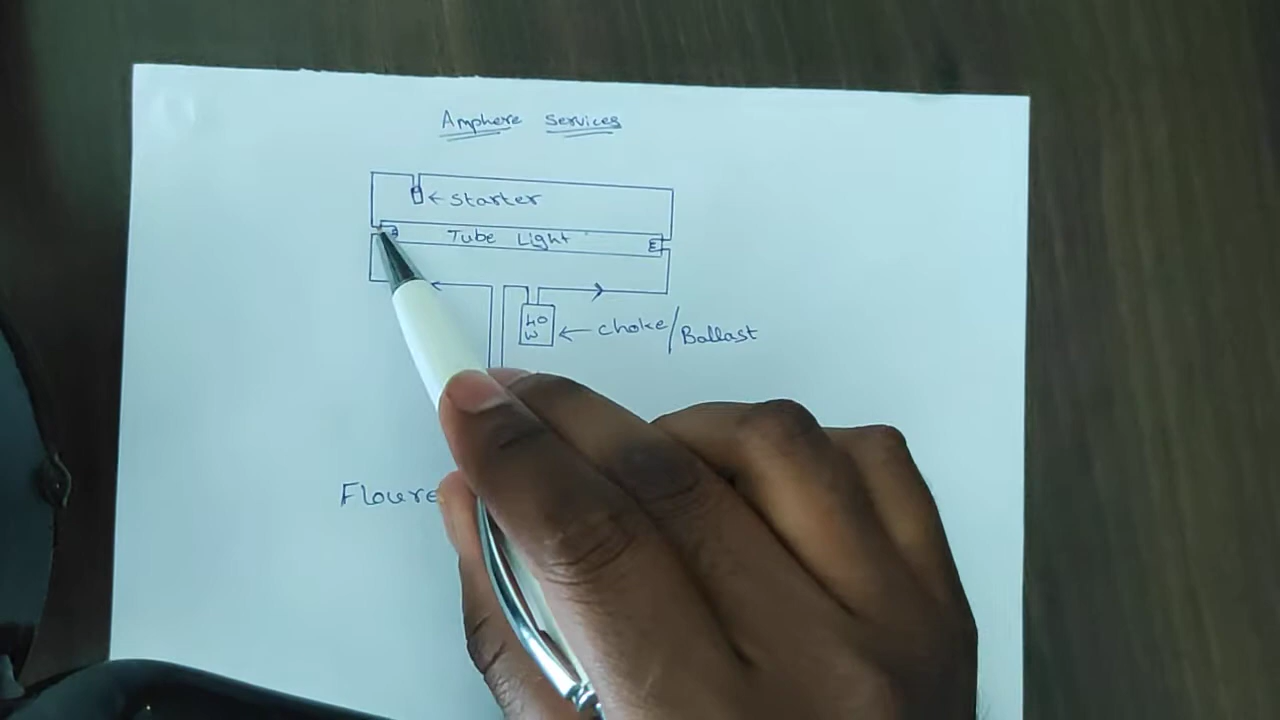 Amphere Services
←Starter
Tube Light
40
W
← choke/Ballast
Floure